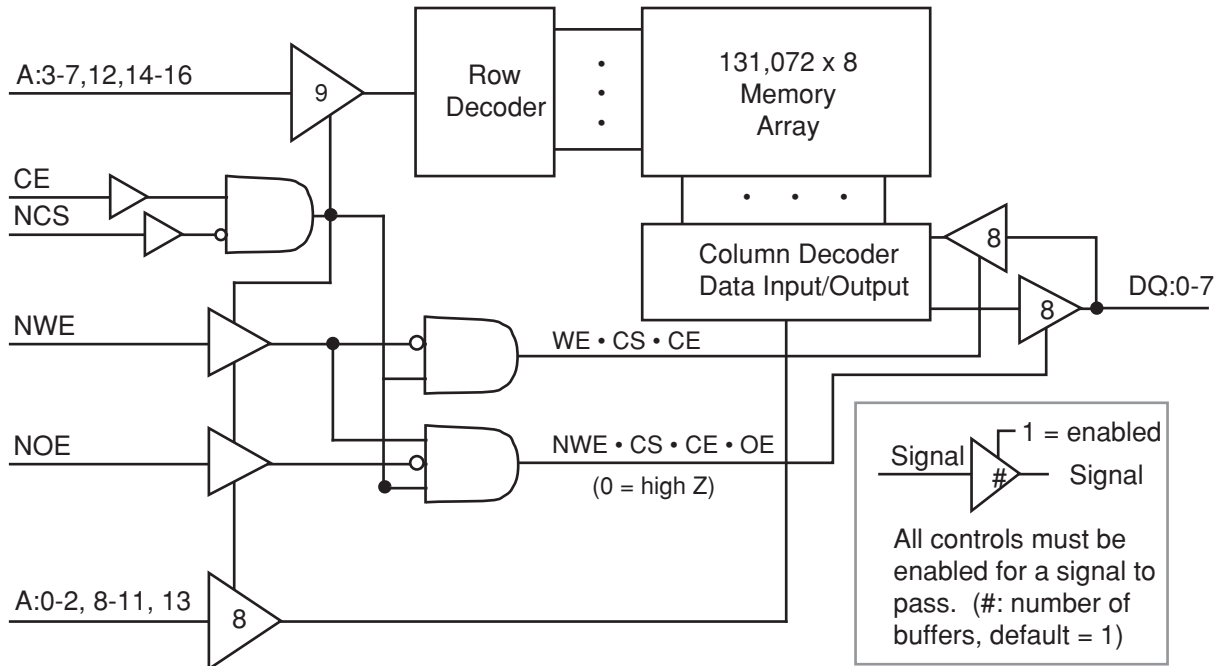 A:3-7,12,14-16
9
Row
Decoder
131,072 x 8
Memory
Array
CE
NCS
Column Decoder
Data Input/Output
8
8
DQ:0-7
NWE
WE • CS • CE
NOE
NWE • CS • CE • OE
(0 = high Z)
A:0-2, 8-11, 13
8
1 = enabled
Signal
#
Signal
All controls must be
enabled for a signal to
pass. (#: number of
buffers, default = 1)